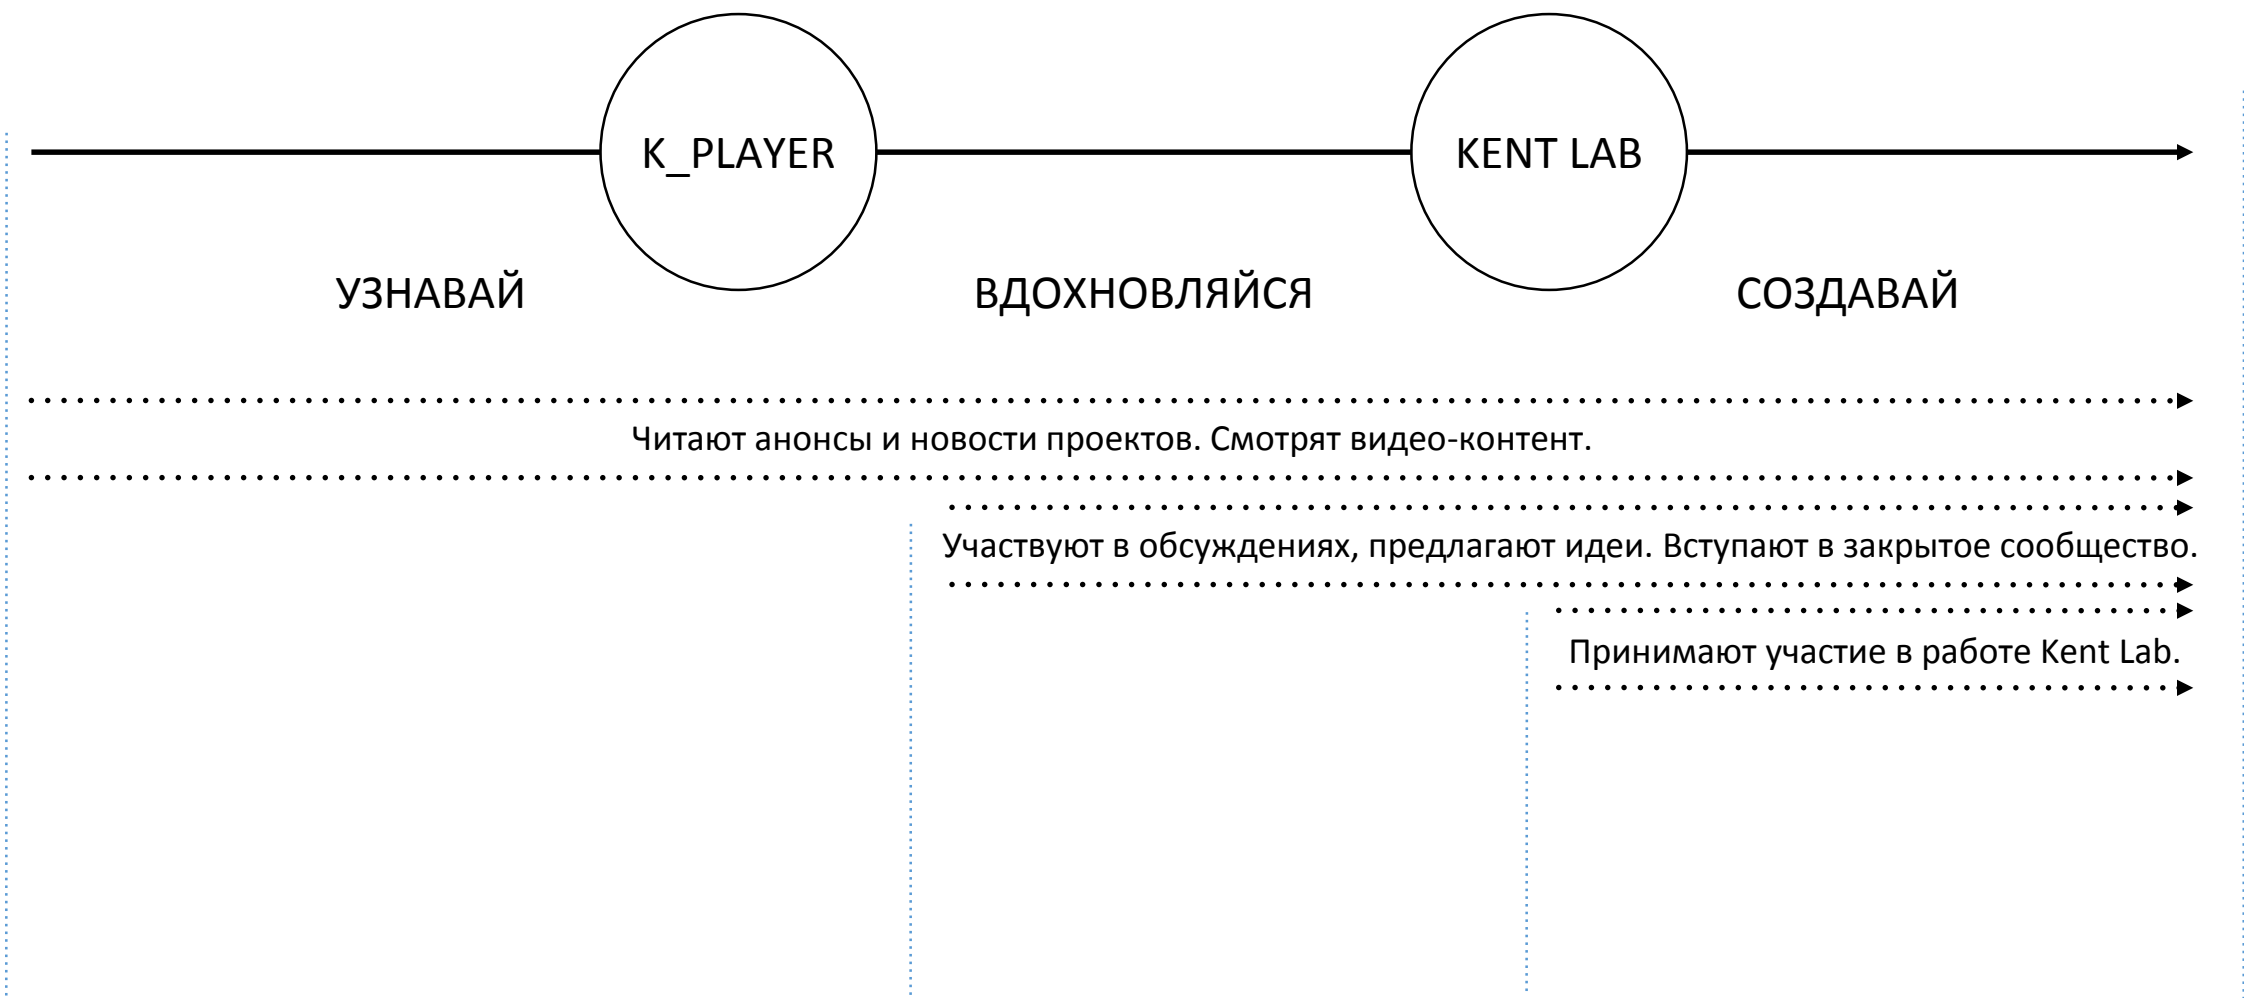 K_PLAYER
KENT LAB
УЗНАВАЙ
ВДОХНОВЛЯЙСЯ
СОЗДАВАЙ
Читают анонсы и новости проектов. Смотрят видео-контент.
Участвуют в обсуждениях, предлагают идеи. Вступают в закрытое сообщество.
Принимают участие в работе Kent Lab.